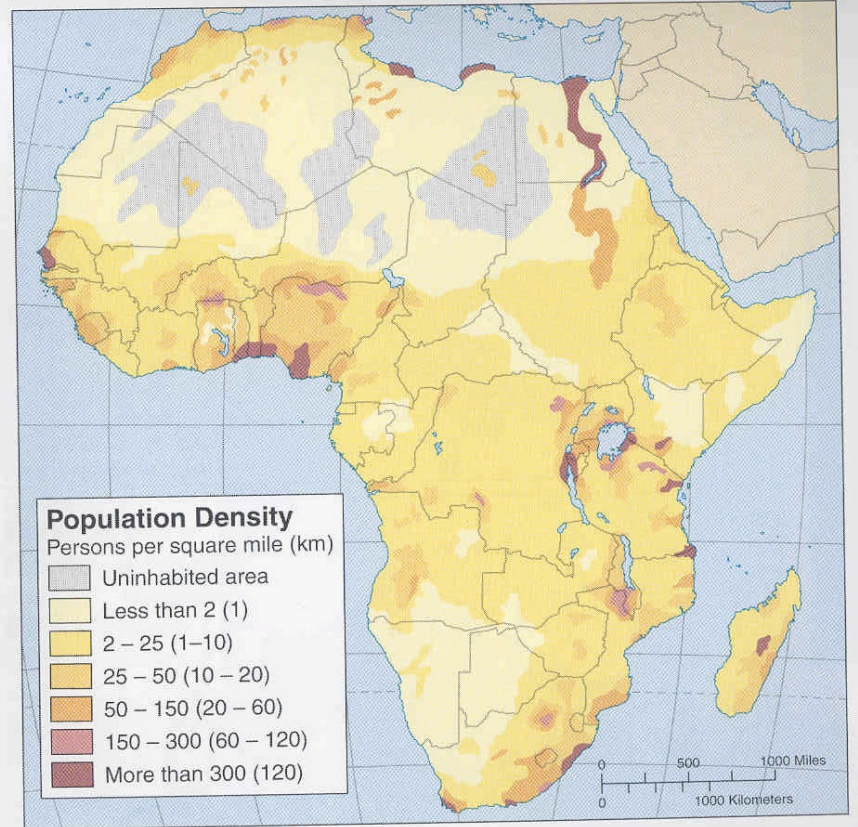 Population Density
Persons per square mile (km)
Uninhabited area
Less than 2 (1)
2 – 25 (1–10)
25 – 50 (10 – 20)
50 – 150 (20 – 60)
150 – 300 (60 – 120)
More than 300 (120)
0 500 1000 Miles
0 1000 Kilometers